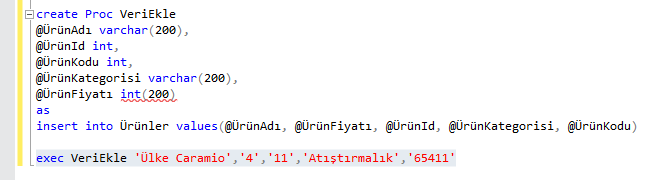 create Proc VeriEkle
@ÜrünAdı varchar(200),
@ÜrünId int,
@ÜrünKodu int,
@ÜrünKategorisi varchar(200),
@ÜrünFiyatı int(200)
as
insert into Ürünler values(@ÜrünAdı, @ÜrünFiyatı, @ÜrünId, @ÜrünKategorisi, @ÜrünKodu)
exec VeriEkle 'Ülke Caramio','4','11','Atıştırmalık','65411'